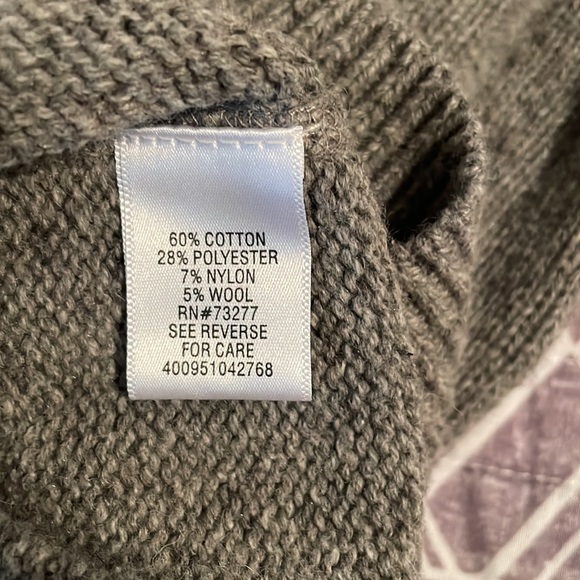 60% COTTON
28% POLYESTER
7% NYLON
5% WOOL
RN#73277
SEE REVERSE
FOR CARE
400951042768